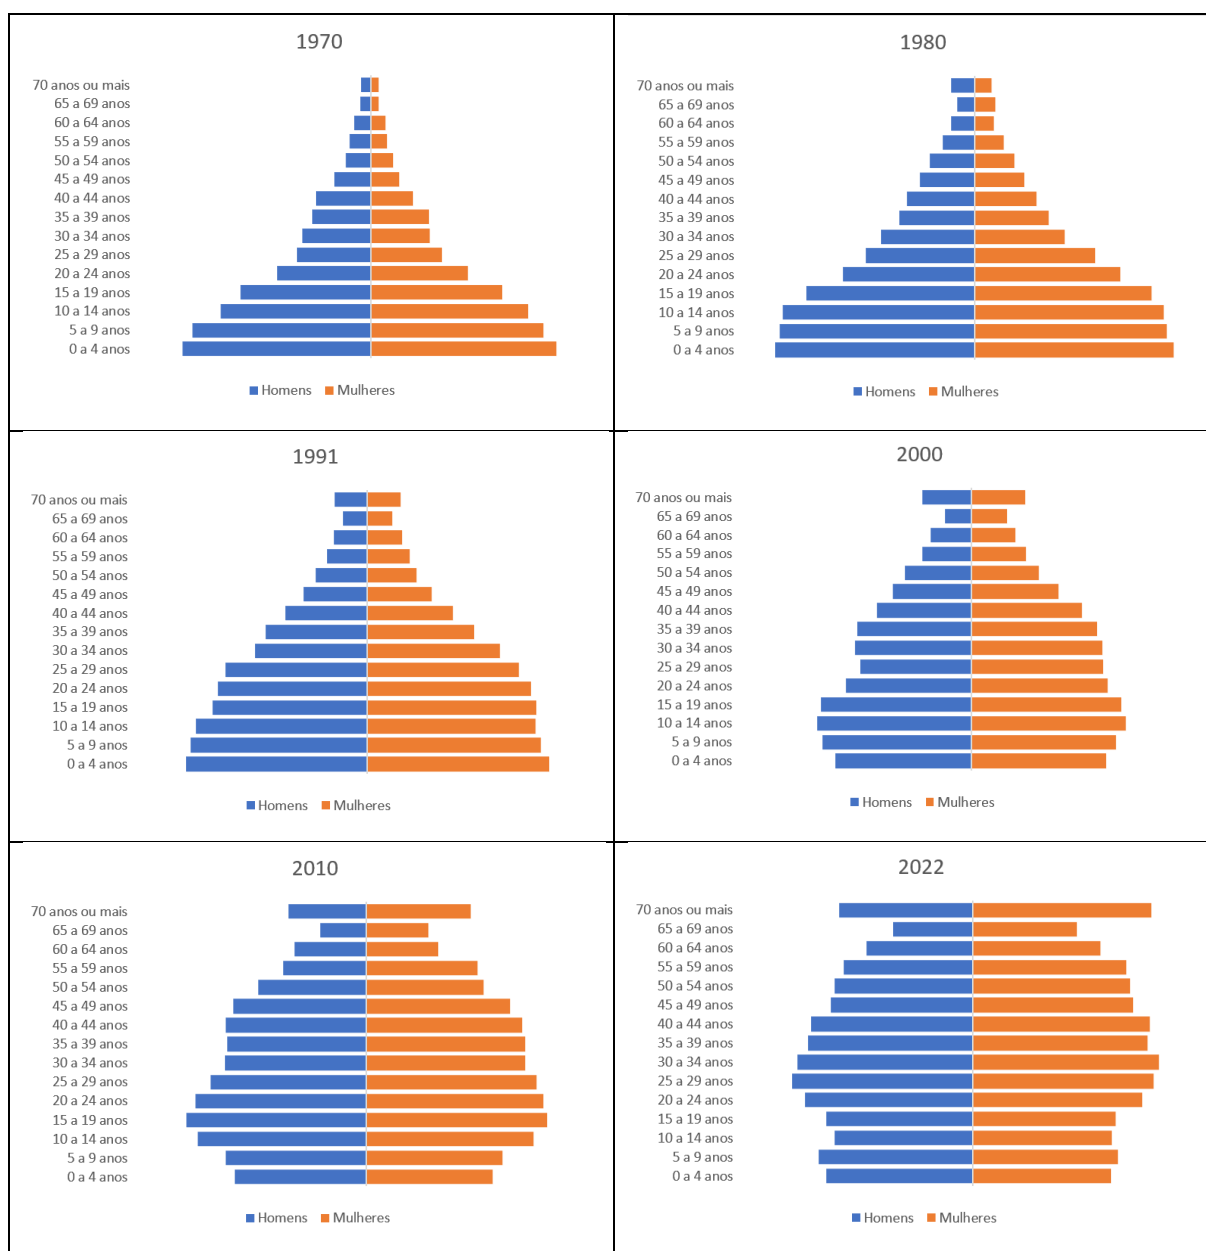 1970
70 anos ou mais
65 a 69 anos
60 a 64 anos
55 a 59 anos
50 a 54 anos
45 a 49 anos
40 a 44 anos
35 a 39 anos
30 a 34 anos
25 a 29 anos
20 a 24 anos
15 a 19 anos
10 a 14 anos
5 a 9 anos
0 a 4 anos
Homens Mulheres
1980
70 anos ou mais
65 a 69 anos
60 a 64 anos
55 a 59 anos
50 a 54 anos
45 a 49 anos
40 a 44 anos
35 a 39 anos
30 a 34 anos
25 a 29 anos
20 a 24 anos
15 a 19 anos
10 a 14 anos
5 a 9 anos
0 a 4 anos
Homens Mulheres
1991
70 anos ou mais
65 a 69 anos
60 a 64 anos
55 a 59 anos
50 a 54 anos
45 a 49 anos
40 a 44 anos
35 a 39 anos
30 a 34 anos
25 a 29 anos
20 a 24 anos
15 a 19 anos
10 a 14 anos
5 a 9 anos
0 a 4 anos
Homens Mulheres
2000
70 anos ou mais
65 a 69 anos
60 a 64 anos
55 a 59 anos
50 a 54 anos
45 a 49 anos
40 a 44 anos
35 a 39 anos
30 a 34 anos
25 a 29 anos
20 a 24 anos
15 a 19 anos
10 a 14 anos
5 a 9 anos
0 a 4 anos
Homens Mulheres
2010
70 anos ou mais
65 a 69 anos
60 a 64 anos
55 a 59 anos
50 a 54 anos
45 a 49 anos
40 a 44 anos
35 a 39 anos
30 a 34 anos
25 a 29 anos
20 a 24 anos
15 a 19 anos
10 a 14 anos
5 a 9 anos
0 a 4 anos
Homens Mulheres
2022
70 anos ou mais
65 a 69 anos
60 a 64 anos
55 a 59 anos
50 a 54 anos
45 a 49 anos
40 a 44 anos
35 a 39 anos
30 a 34 anos
25 a 29 anos
20 a 24 anos
15 a 19 anos
10 a 14 anos
5 a 9 anos
0 a 4 anos
Homens Mulheres